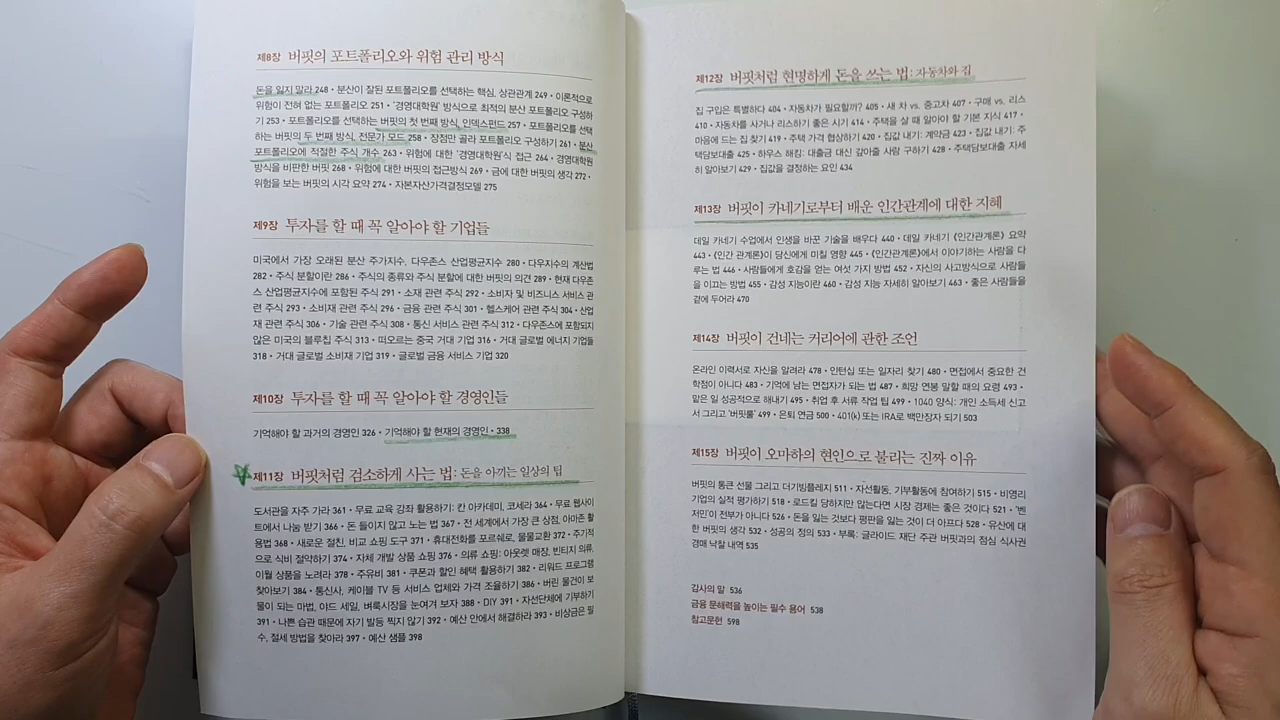 제8장 버핏의 포트폴리오와 위험 관리 방식
돈을 잃지 말라 248 • 분산이 잘된 포트폴리오를 선택하는 핵심, 상관관계 249 • 이론적으로
위험이 전혀 없는 포트폴리오 251 • '경영대학원' 방식으로 최적의 분산 포트폴리오 구성하
기 253 • 포트폴리오를 선택하는 버핏의 첫 번째 방식, 인덱스펀드 257 • 포트폴리오를 선택
하는 버핏의 두 번째 방식, 전문가 모드 258 • 장점만 골라 포트폴리오 구성하기 261 • 분산
포트폴리오에 적절한 주식 개수 263 • 위험에 대한 '경영대학원'식 접근 264 • 경영대학원
방식을 비판한 버핏 268 • 위험에 대한 버핏의 접근방식 269 • 금에 대한 버핏의 생각 272 •
위험을 보는 버핏의 시각 요약 274 • 자본자산가격결정모델 275
제9장 투자를 할 때 꼭 알아야 할 기업들
미국에서 가장 오래된 분산 주가지수, 다우존스 산업평균지수 280 • 다우지수의 계산법
282 • 주식 분할이란 286 • 주식의 종류와 주식 분할에 대한 버핏의 의견 289 • 현재 다우존
스 산업평균지수에 포함된 주식 291 • 소재 관련 주식 292 • 소비자 및 비즈니스 서비스 관
련 주식 293 • 소비재 관련 주식 296 • 금융 관련 주식 301 • 헬스케어 관련 주식 304 • 산업
재 관련 주식 306 • 기술 관련 주식 308 • 통신 서비스 관련 주식 312 • 다우존스에 포함되지
않은 미국의 블루칩 주식 313 • 떠오르는 중국 거대 기업 316 • 거대 글로벌 에너지 기업들
318 • 거대 글로벌 소비재 기업 319 • 글로벌 금융 서비스 기업 320
제10장 투자를 할 때 꼭 알아야 할 경영인들
기억해야 할 과거의 경영인 326 • 기억해야 할 현재의 경영인 • 338
제11장 버핏처럼 검소하게 사는 법: 돈을 아끼는 일상의 팁
도서관을 자주 가라 361 • 무료 교육 강좌 활용하기: 칸 아카데미, 코세라 364 • 무료 웹사이
트에서 나눔 받기 366 • 돈 들이지 않고 노는 법 367 • 전 세계에서 가장 큰 상점, 아마존 활
용법 368 • 새로운 절친, 비교 쇼핑 도구 371 • 휴대전화를 포르쉐로, 물물교환 372 • 주기적
으로 식비 절약하기 374 • 자체 개발 상품 쇼핑 376 • 의류 쇼핑: 아웃렛 매장, 빈티지 의류,
이월 상품을 노려라 378 • 주유비 381 • 쿠폰과 할인 혜택 활용하기 382 • 리워드 프로그램
찾아보기 384 • 통신사, 케이블 TV 등 서비스 업체와 가격 조율하기 386 • 버린 물건이 보
물이 되는 마법, 야드 세일, 벼룩시장을 눈여겨 보자 388 • DIY 391 • 자선단체에 기부하기
391 • 나쁜 습관 때문에 자기 발등 찍지 않기 392 • 예산 안에서 해결하라 393 • 비상금은 필
수, 절세 방법을 찾아라 397 • 예산 샘플 398
제12장 버핏처럼 현명하게 돈을 쓰는 법: 자동차와 집
집 구입은 특별하다 404 • 자동차가 필요할까? 405 • 새 차 vs. 중고차 407 • 구매 vs. 리스
410 • 자동차를 사거나 리스하기 좋은 시기 414 • 주택을 살 때 알아야 할 기본 지식 417 •
마음에 드는 집 찾기 419 • 주택 가격 협상하기 420 • 집값 내기: 계약금 423 • 집값 내기: 주
택담보대출 425 • 하우스 해킹: 대출금 대신 갚아줄 사람 구하기 428 • 주택담보대출 자세
히 알아보기 429 • 집값을 결정하는 요인 434
제13장 버핏이 카네기로부터 배운 인간관계에 대한 지혜
데일 카네기 수업에서 인생을 바꾼 기술을 배우다 440 • 데일 카네기 《인간관계론》 요약
443 • 《인간 관계론》이 당신에게 미칠 영향 445 • 《인간관계론》에서 이야기하는 사람을 다
루는 법 446 • 사람들에게 호감을 얻는 여섯 가지 방법 452 • 자신의 사고방식으로 사람들
을 이끄는 방법 455 • 감성 지능이란 460 • 감성 지능 자세히 알아보기 463 • 좋은 사람들을
곁에 두어라 470
제14장 버핏이 건네는 커리어에 관한 조언
온라인 이력서로 자신을 알려라 478 • 인턴십 또는 일자리 찾기 480 • 면접에서 중요한 건
학점이 아니다 483 • 기억에 남는 면접자가 되는 법 487 • 희망 연봉 말할 때의 요령 493 •
맡은 일 성공적으로 해내기 495 • 취업 후 서류 작업 팁 499 • 1040 양식: 개인 소득세 신고
서 그리고 '버핏룰' 499 • 은퇴 연금 500 • 401(k) 또는 IRA로 백만장자 되기 503
제15장 버핏이 오마하의 현인으로 불리는 진짜 이유
버핏의 통큰 선물 그리고 더기빙플레지 511 • 자선활동, 기부활동에 참여하기 515 • 비영리
기업의 실적 평가하기 518 • 로드킬 당하지만 않는다면 시장 경제는 좋은 것이다 521 • '벤
저민'이 전부가 아니다 526 • 돈을 잃는 것보다 평판을 잃는 것이 더 아프다 528 • 유산에 대
한 버핏의 생각 532 • 성공의 정의 533 • 부록: 글라이드 재단 주관 버핏과의 점심 식사권
경매 낙찰 내역 535
감사의 말 536
금융 문해력을 높이는 필수 용어 538
참고문헌 598